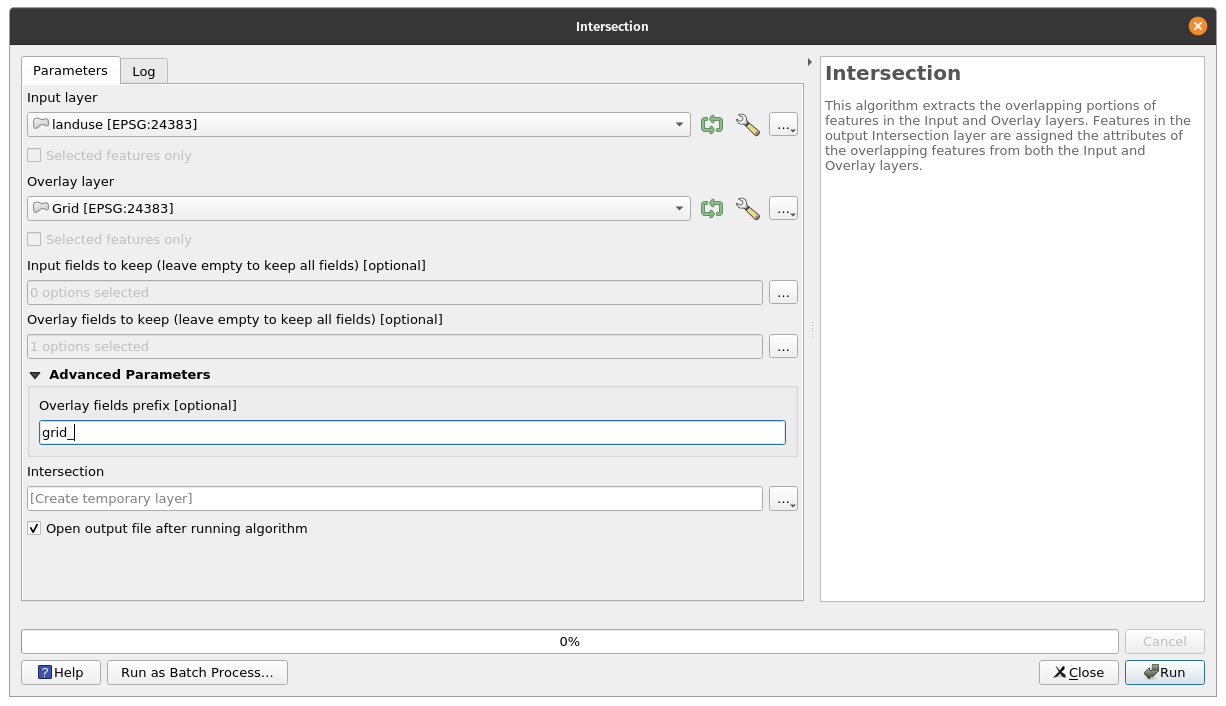 Intersection
Parameters
Log
Input layer
landuse [EPSG:24383]
...
Selected features only
Overlay layer
Grid [EPSG:24383]
...
Selected features only
Input fields to keep (leave empty to keep all fields) [optional]
0 options selected
...
Overlay fields to keep (leave empty to keep all fields) [optional]
1 options selected
...
Advanced Parameters
Overlay fields prefix [optional]
grid_
Intersection
[Create temporary layer]
...
Open output file after running algorithm
Intersection
This algorithm extracts the overlapping portions of
features in the Input and Overlay layers. Features in the
output Intersection layer are assigned the attributes of
the overlapping features from both the Input and
Overlay layers.
0%
Cancel
? Help
Run as Batch Process...
Close
Run